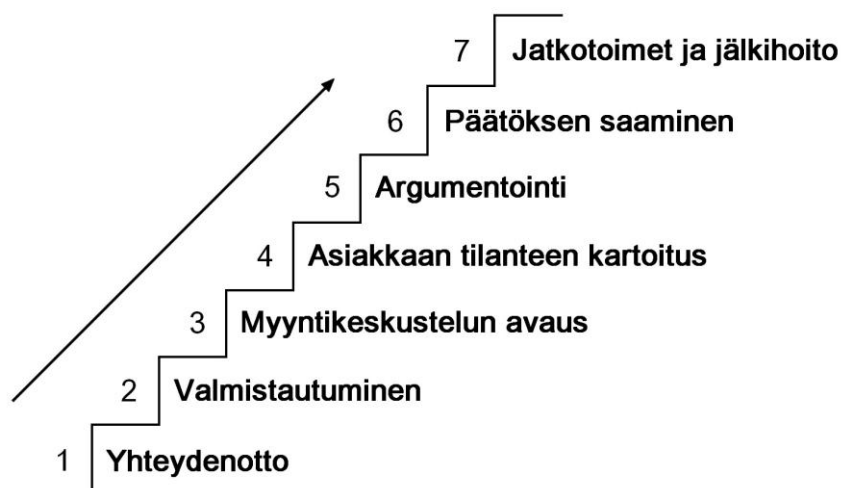 7 Jatkotoimet ja jälkihoito
6 Päätöksen saaminen
5 Argumentointi
4 Asiakkaan tilanteen kartoitus
3 Myyntikeskustelun avaus
2 Valmistautuminen
1 Yhteydenotto